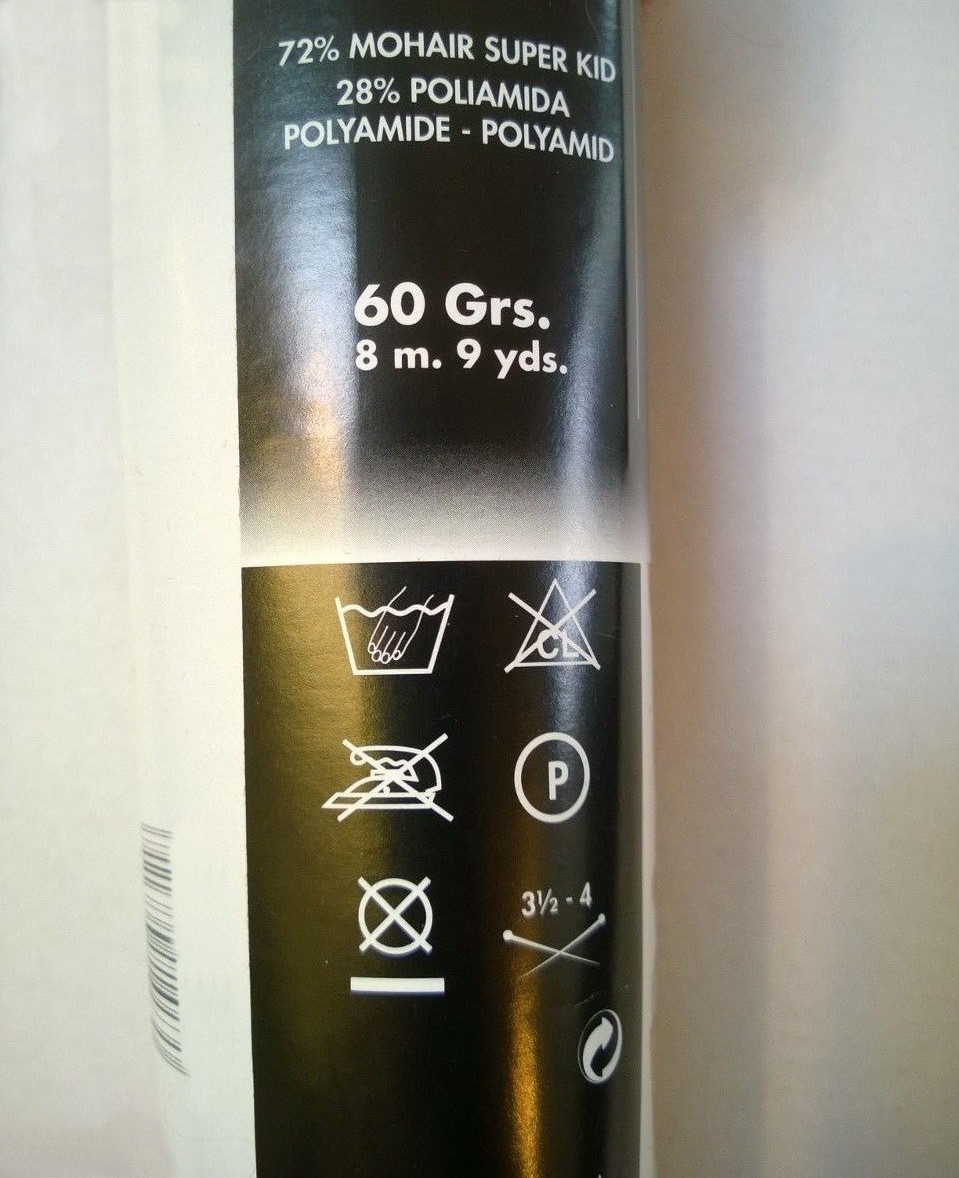 72% MOHAIR SUPER KID
28% POLIAMIDA
POLYAMIDE - POLYAMID
60 Grs.
8 m. 9 yds.
CL
P
3½ - 4